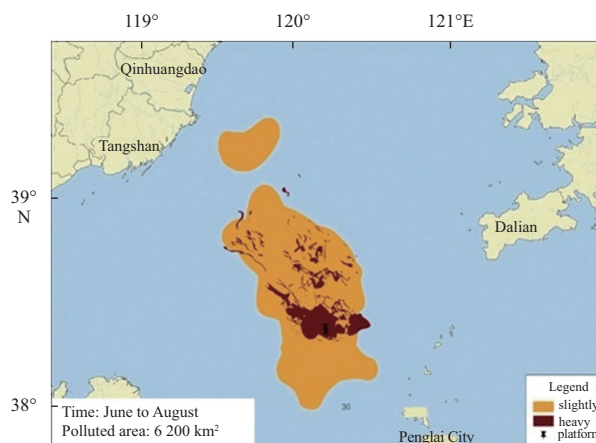 119° 120° 121°E
Qinhuangdao
Tangshan
39°
N
Dalian
38°
Time: June to August
Polluted area: 6 200 km²
30
Penglai City
Legend
slightly
heavy
platform